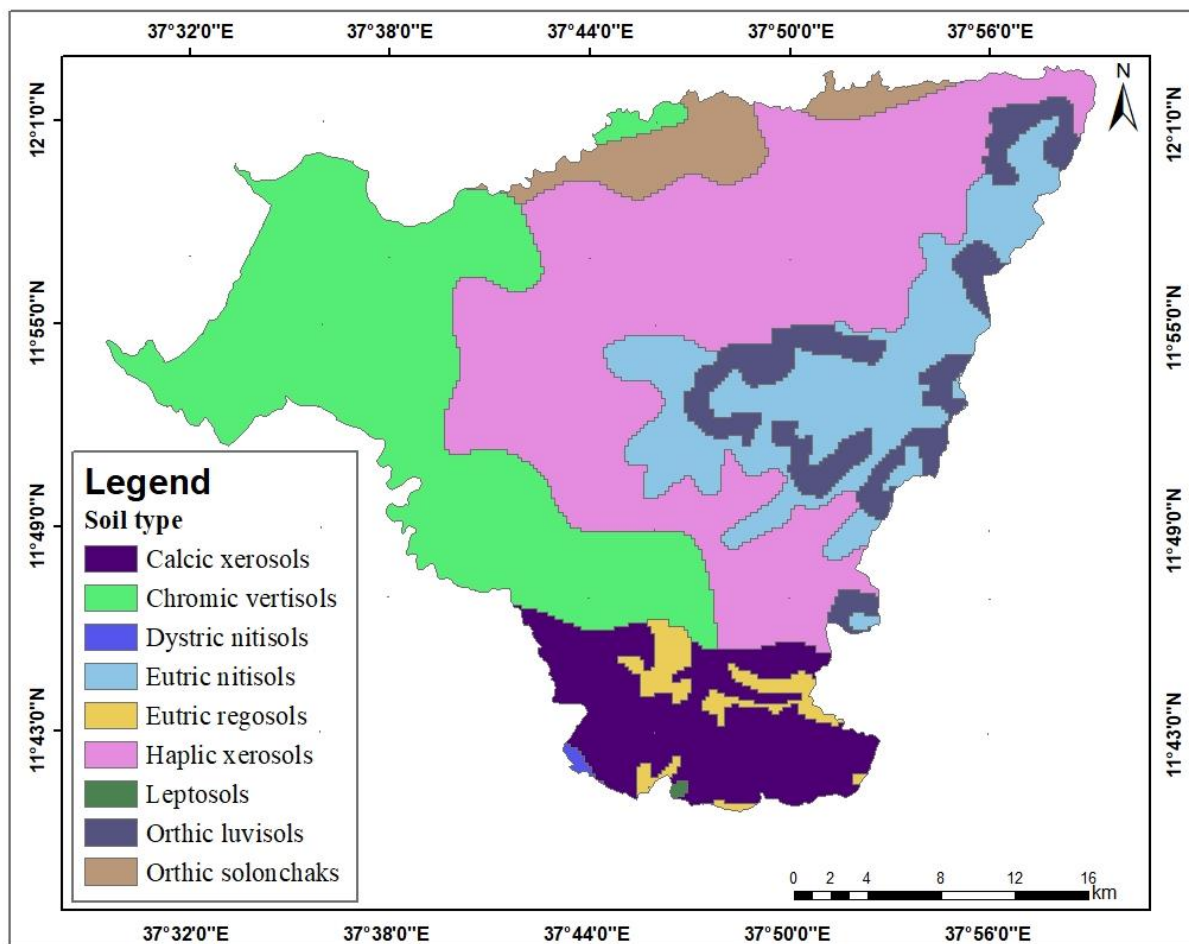 37°32'0"E 37°38'0"E 37°44'0"E 37°50'0"E 37°56'0"E
N
12°1'0"N 12°1'0"N
11°55'0"N 11°55'0"N
11°49'0"N 11°49'0"N
11°43'0"N 11°43'0"N
Legend
Soil type
Calcic xerosols
Chromic vertisols
Dystric nitisols
Eutric nitisols
Eutric regosols
Haplic xerosols
Leptosols
Orthic luvisols
Orthic solonchaks
0 2 4 8 12 16
km
37°32'0"E 37°38'0"E 37°44'0"E 37°50'0"E 37°56'0"E